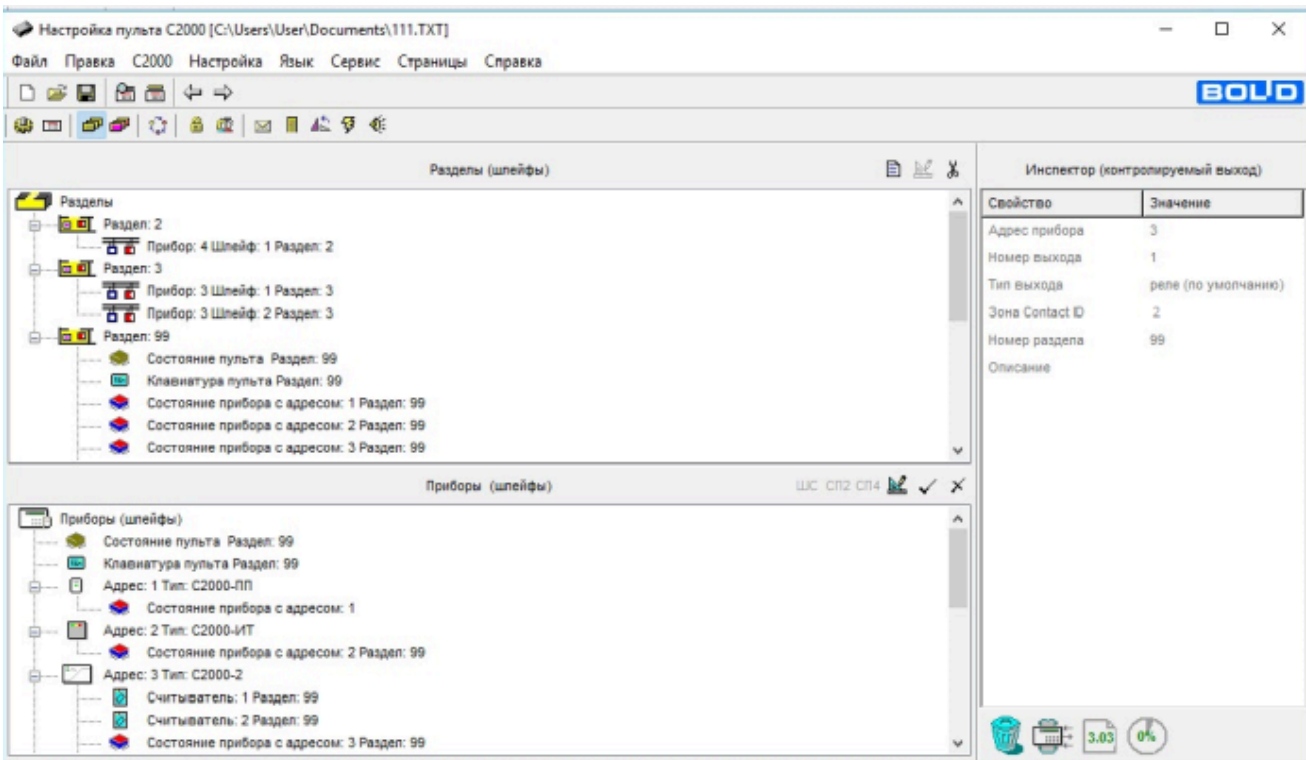 Настройка пульта С2000 [C:\Users\User\Documents\111.TXT]
Файл Правка С2000 Настройка Язык Сервис Страницы Справка
BOLID
Разделы (шлейфы)
Разделы
Раздел: 2
Прибор: 4 Шлейф: 1 Раздел: 2
Раздел: 3
Прибор: 3 Шлейф: 1 Раздел: 3
Прибор: 3 Шлейф: 2 Раздел: 3
Раздел: 99
Состояние пульта Раздел: 99
Клавиатура пульта Раздел: 99
Состояние прибора с адресом: 1 Раздел: 99
Состояние прибора с адресом: 2 Раздел: 99
Состояние прибора с адресом: 3 Раздел: 99
Приборы (шлейфы)
ШС СП2 СП4
Приборы (шлейфы)
Состояние пульта Раздел: 99
Клавиатура пульта Раздел: 99
Адрес: 1 Тип: С2000-ПП
Состояние прибора с адресом: 1
Адрес: 2 Тип: С2000-ИТ
Состояние прибора с адресом: 2 Раздел: 99
Адрес: 3 Тип: С2000-2
Считыватель: 1 Раздел: 99
Считыватель: 2 Раздел: 99
Состояние прибора с адресом: 3 Раздел: 99
Инспектор (контролируемый выход)
Свойство Значение
Адрес прибора 3
Номер выхода 1
Тип выхода реле (по умолчанию)
Зона Contact ID 2
Номер раздела 99
Описание
3.03
0%